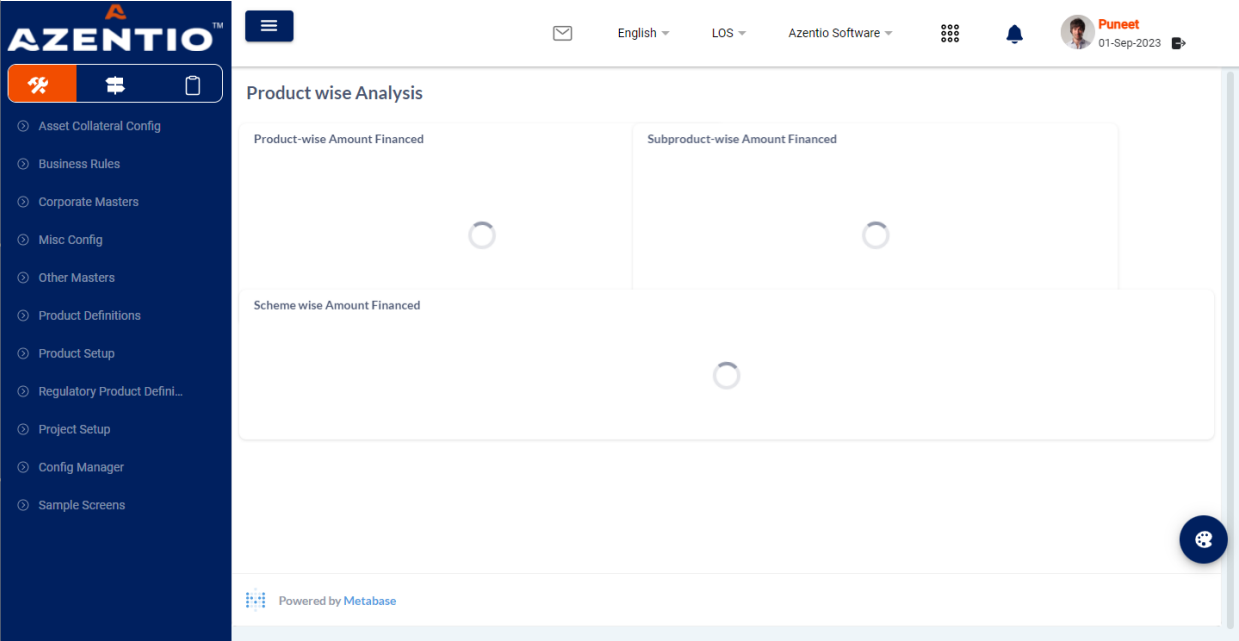 AZENTIO™
English
LOS
Azentio Software
Puneet
01-Sep-2023
Asset Collateral Config
Business Rules
Corporate Masters
Misc Config
Other Masters
Product Definitions
Product Setup
Regulatory Product Defini...
Project Setup
Config Manager
Sample Screens
Product wise Analysis
Product-wise Amount Financed
Subproduct-wise Amount Financed
Scheme wise Amount Financed
Powered by Metabase